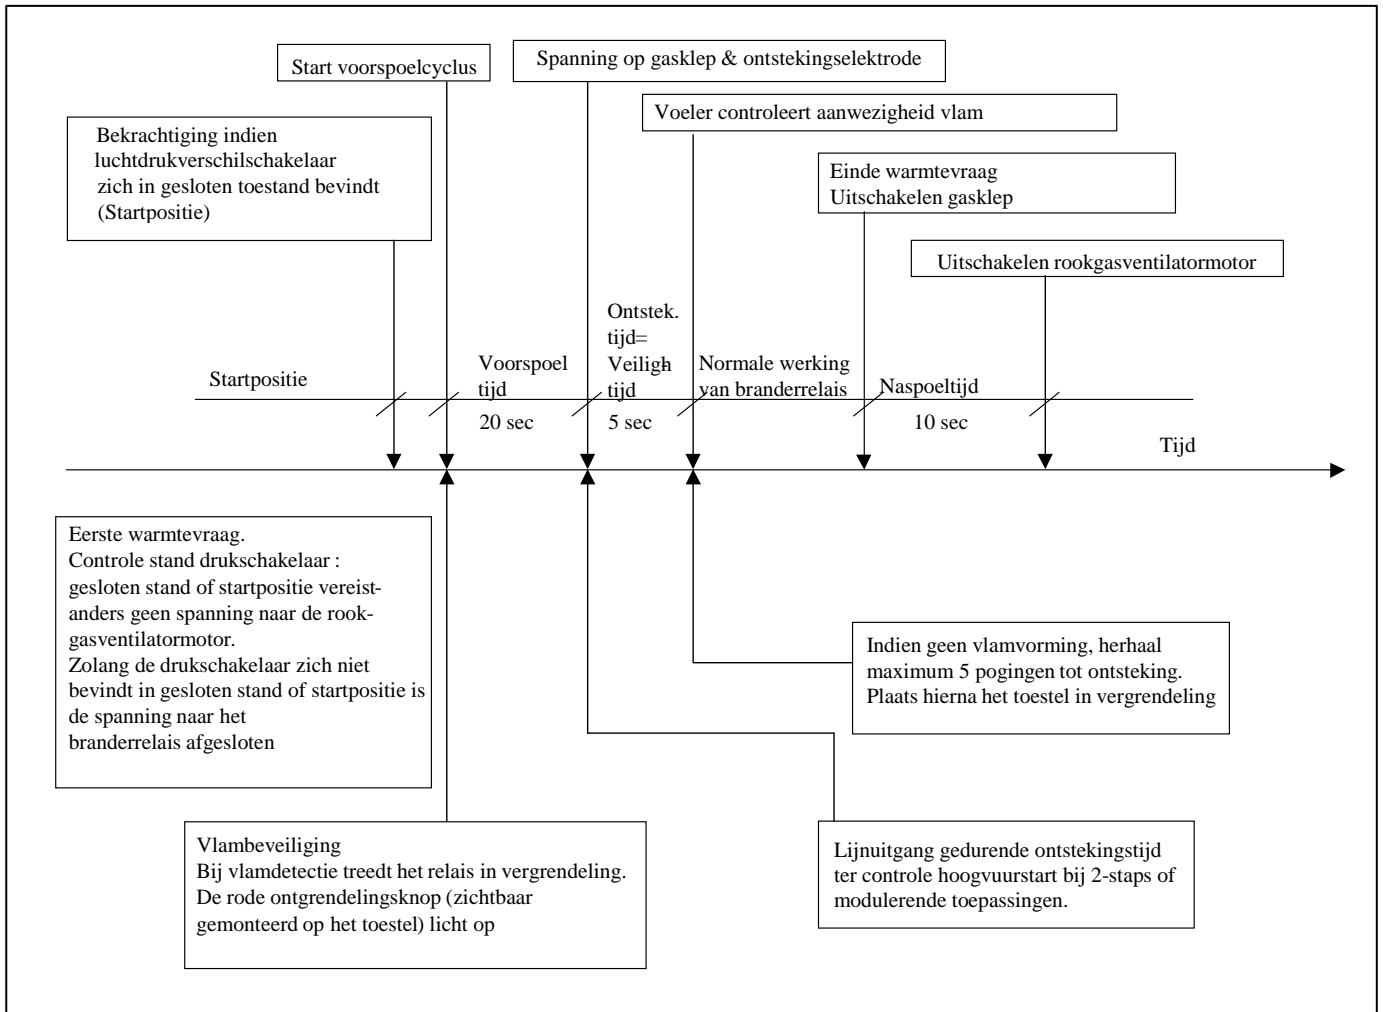 Start voorspoelcyclus
Spanning op gasklep & ontstekingselektrode
Voeler controleert aanwezigheid vlam
Bekrachtiging indien
luchtdrukverschilschakelaar
zich in gesloten toestand bevindt
(Startpositie)
Einde warmtevraag
Uitschakelen gasklep
Uitschakelen rookgasventilatormotor
Startpositie
Voorspoel
tijd
20 sec
Ontstek.
tijd=
Veiligh
tijd
5 sec
Normale werking
van branderrelais
Naspoeltijd
10 sec
Tijd
Eerste warmtevraag.
Controle stand drukschakelaar :
gesloten stand of startpositie vereist-
anders geen spanning naar de rook-
gasventilatormotor.
Zolang de drukschakelaar zich niet
bevindt in gesloten stand of startpositie is
de spanning naar het
branderrelais afgesloten
Indien geen vlamvorming, herhaal
maximum 5 pogingen tot ontsteking.
Plaats hierna het toestel in vergrendeling
Vlambeveiliging
Bij vlamdetectie treedt het relais in vergrendeling.
De rode ontgrendelingsknop (zichtbaar
gemonteerd op het toestel) licht op
Lijnuitgang gedurende ontstekingstijd
ter controle hoogvuurstart bij 2-staps of
modulerende toepassingen.